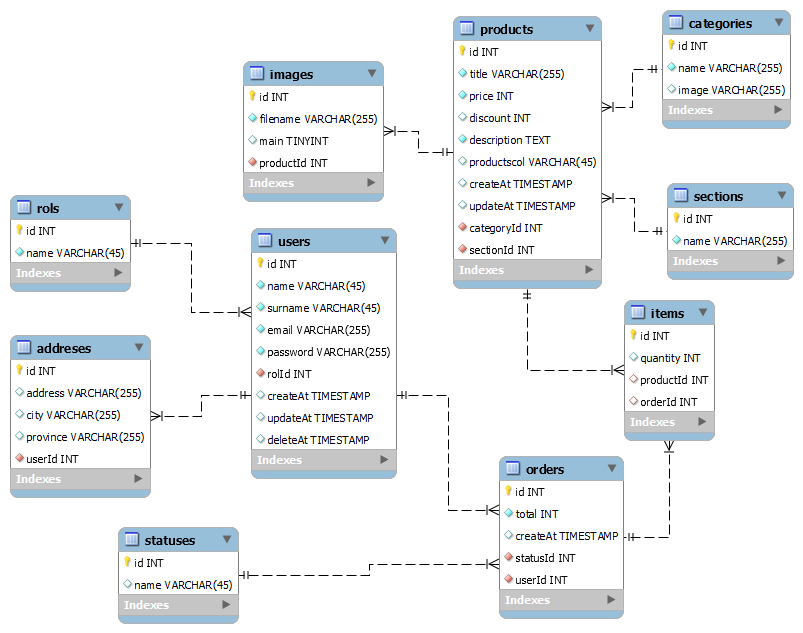 products
id INT
title VARCHAR(255)
price INT
discount INT
description TEXT
productscol VARCHAR(45)
createAt TIMESTAMP
updateAt TIMESTAMP
categoryId INT
sectionId INT
Indexes
categories
id INT
name VARCHAR(255)
image VARCHAR(255)
Indexes
images
id INT
filename VARCHAR(255)
main TINYINT
productId INT
Indexes
sections
id INT
name VARCHAR(255)
Indexes
rols
id INT
name VARCHAR(45)
Indexes
users
id INT
name VARCHAR(45)
surname VARCHAR(45)
email VARCHAR(255)
password VARCHAR(255)
rolId INT
createAt TIMESTAMP
updateAt TIMESTAMP
deleteAt TIMESTAMP
Indexes
items
id INT
quantity INT
productId INT
orderId INT
Indexes
addreses
id INT
address VARCHAR(255)
city VARCHAR(255)
province VARCHAR(255)
userId INT
Indexes
orders
id INT
total INT
createAt TIMESTAMP
statusId INT
userId INT
Indexes
statuses
id INT
name VARCHAR(45)
Indexes